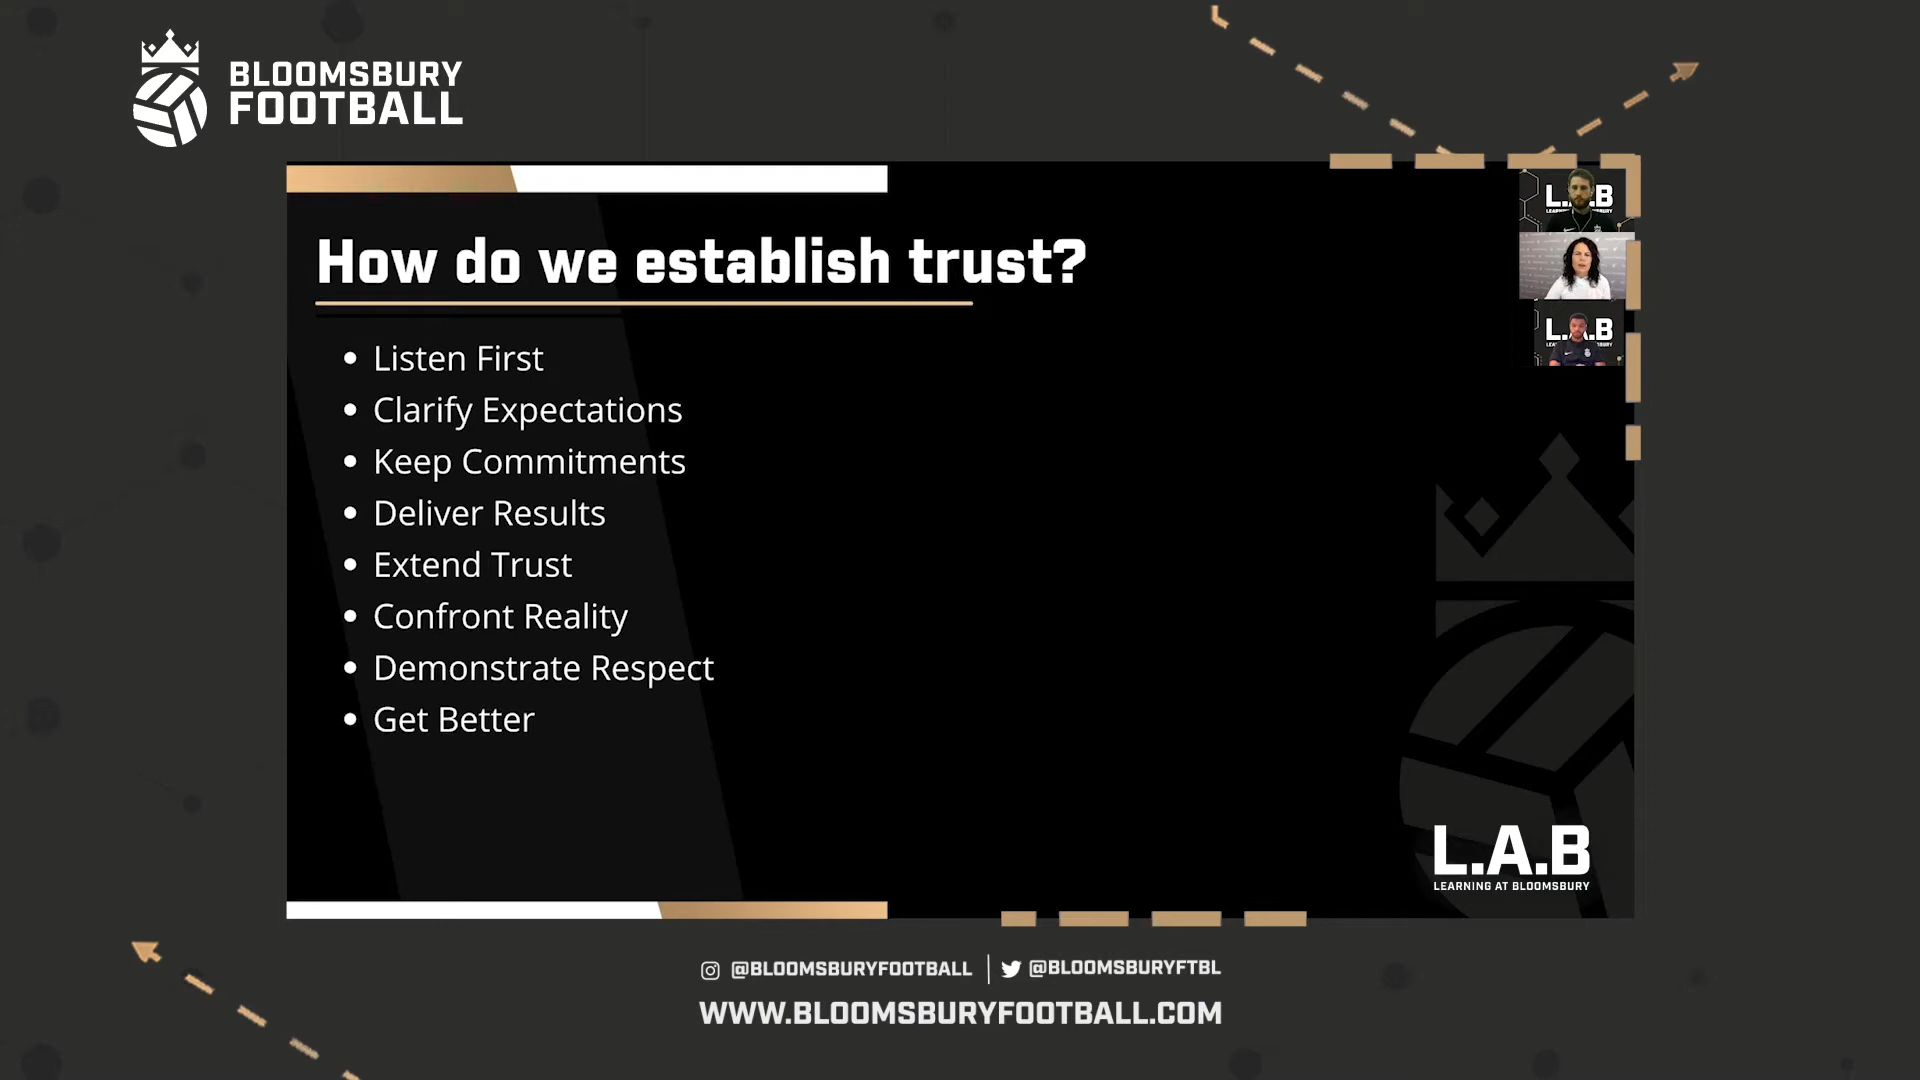 BLOOMSBURY
FOOTBALL
How do we establish trust?
• Listen First
• Clarify Expectations
• Keep Commitments
• Deliver Results
• Extend Trust
• Confront Reality
• Demonstrate Respect
• Get Better
L.A.B
LEARNING AT BLOOMSBURY
@BLOOMSBURYFOOTBALL
@BLOOMSBURYFTBL
WWW.BLOOMSBURYFOOTBALL.COM